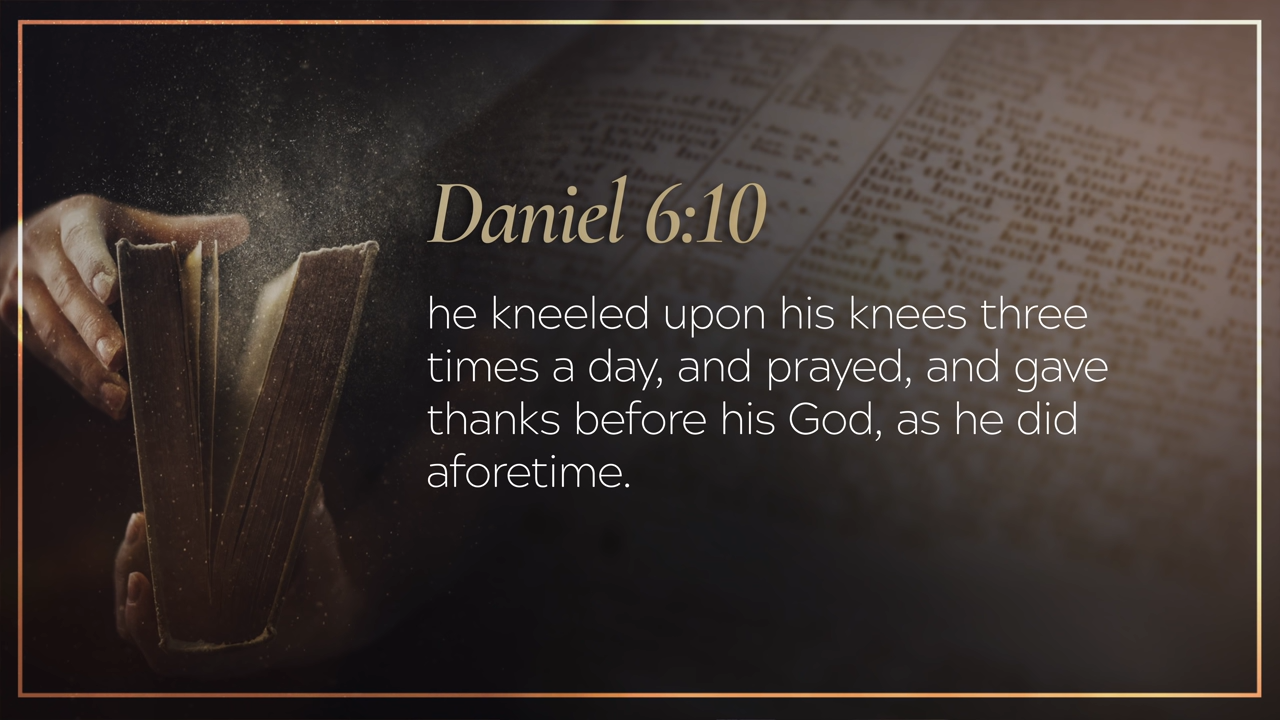 Daniel 6:10
he kneeled upon his knees three
times a day, and prayed, and gave
thanks before his God, as he did
aforetime.